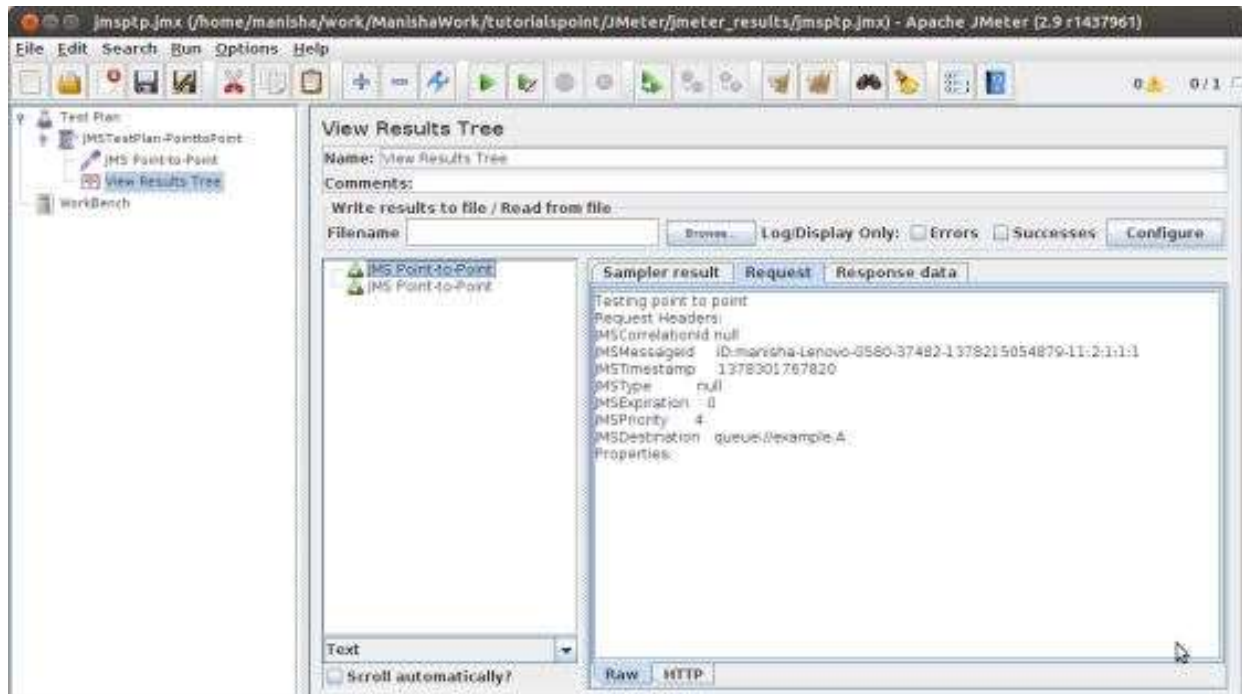 jmsptp.jmx (/home/manisha/work/ManishaWork/tutorialspoint/JMeter/jmeter_results/jmsptp.jmx) - Apache JMeter (2.9 r1437961)
File Edit Search Run Options Help
0 0 / 1
Test Plan
JMSTestPlan-PointtoPoint
JMS Point-to-Point
View Results Tree
WorkBench
View Results Tree
Name: View Results Tree
Comments:
Write results to file / Read from file
Filename Browse... Log/Display Only: Errors Successes Configure
JMS Point-to-Point
JMS Point-to-Point
Text
Scroll automatically?
Sampler result Request Response data
Testing point to point
Request Headers:
JMSCorrelationId null
JMSMessageId ID:manisha-Lenovo-G580-37482-1378215054879-11:2:1:1:1
JMSTimestamp 1378301767820
JMSType null
JMSExpiration 0
JMSPriority 4
JMSDestination queue://example.A
Properties:
Raw HTTP